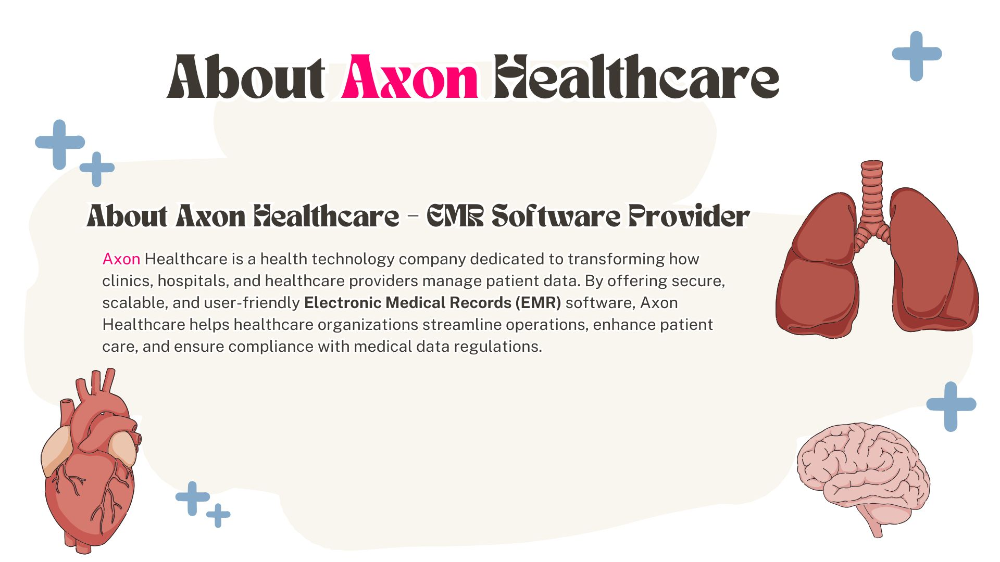 About Axon Healthcare
About Axon Healthcare – EMR Software Provider
Axon Healthcare is a health technology company dedicated to transforming how
clinics, hospitals, and healthcare providers manage patient data. By offering secure,
scalable, and user-friendly Electronic Medical Records (EMR) software, Axon
Healthcare helps healthcare organizations streamline operations, enhance patient
care, and ensure compliance with medical data regulations.